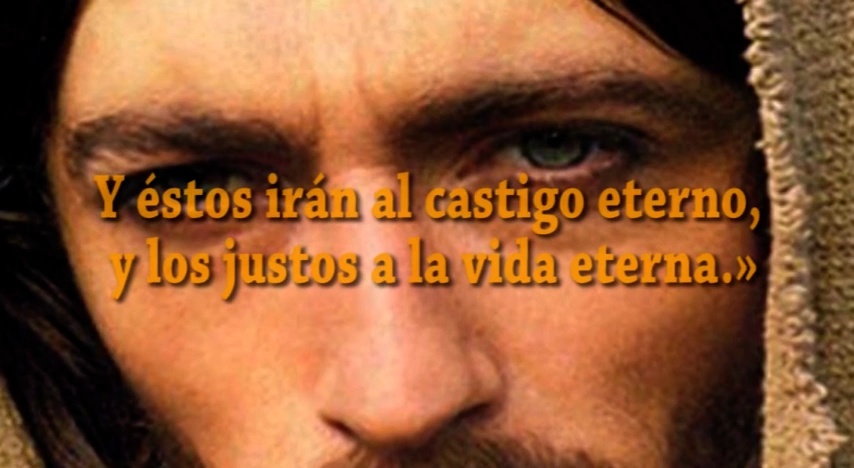 Y éstos irán al castigo eterno,
y los justos a la vida eterna.»